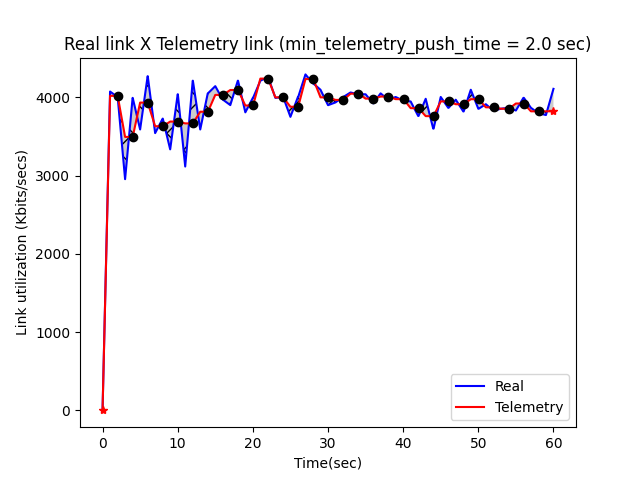 Real link X Telemetry link (min_telemetry_push_time = 2.0 sec)
Link utilization (Kbits/secs)
4000
3000
2000
1000
0
0 10 20 30 40 50 60
Time(sec)
Real
Telemetry